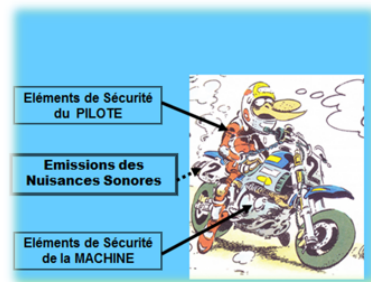 Eléments de Sécurité
du PILOTE
Emissions des
Nuisances Sonores
Eléments de Sécurité
de la MACHINE